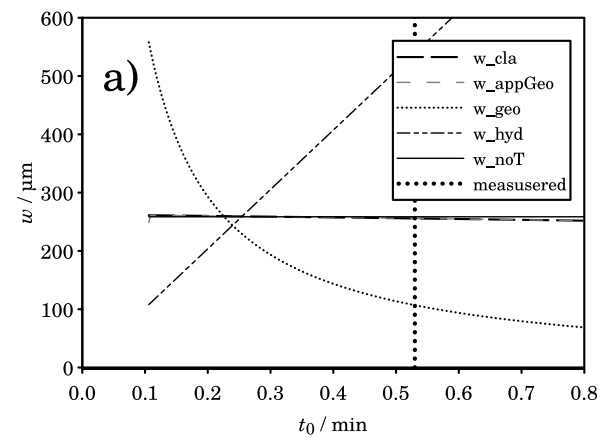 600
500
400
300
200
100
0
w / µm
a)
w_cla
w_appGeo
w_geo
w_hyd
w_noT
measusered
0.0 0.1 0.2 0.3 0.4 0.5 0.6 0.7 0.8
t0 / min